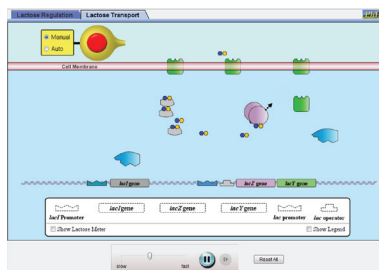 Lactose Regulation
Lactose Transport
Manual
Auto
Cell Membrane
lacI gene
lacZ gene
lacY gene
lacI gene
lacZ gene
lacY gene
lacI Promoter
lac promoter
lac operator
Show Lactose Meter
Show Legend
slow
fast
Reset All